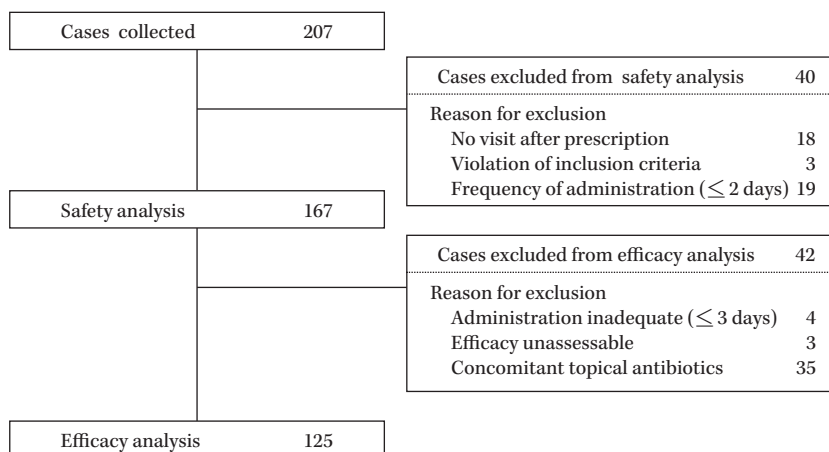 Cases collected 207
Cases excluded from safety analysis 40
Reason for exclusion
No visit after prescription 18
Violation of inclusion criteria 3
Frequency of administration (≤ 2 days) 19
Safety analysis 167
Cases excluded from efficacy analysis 42
Reason for exclusion
Administration inadequate (≤ 3 days) 4
Efficacy unassessable 3
Concomitant topical antibiotics 35
Efficacy analysis 125